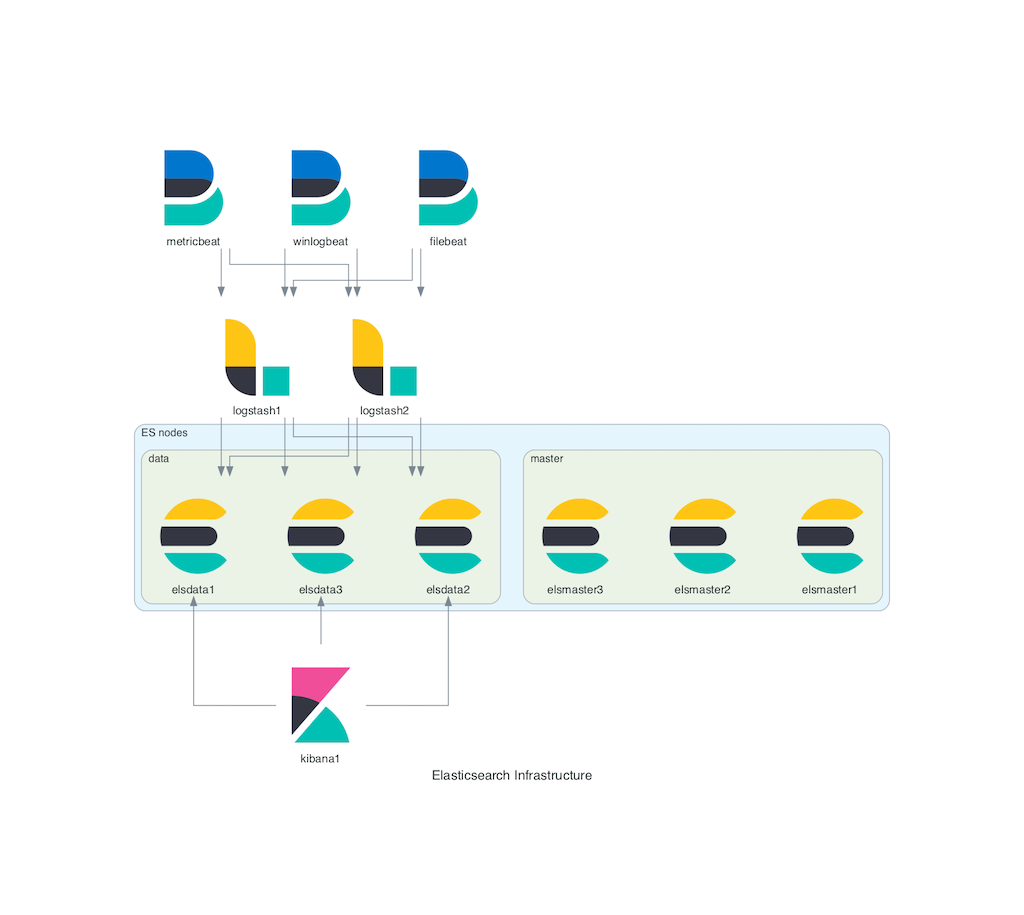 metricbeat
winlogbeat
filebeat
logstash1
logstash2
ES nodes
data
master
elsdata1
elsdata3
elsdata2
elsmaster3
elsmaster2
elsmaster1
kibana1
Elasticsearch Infrastructure